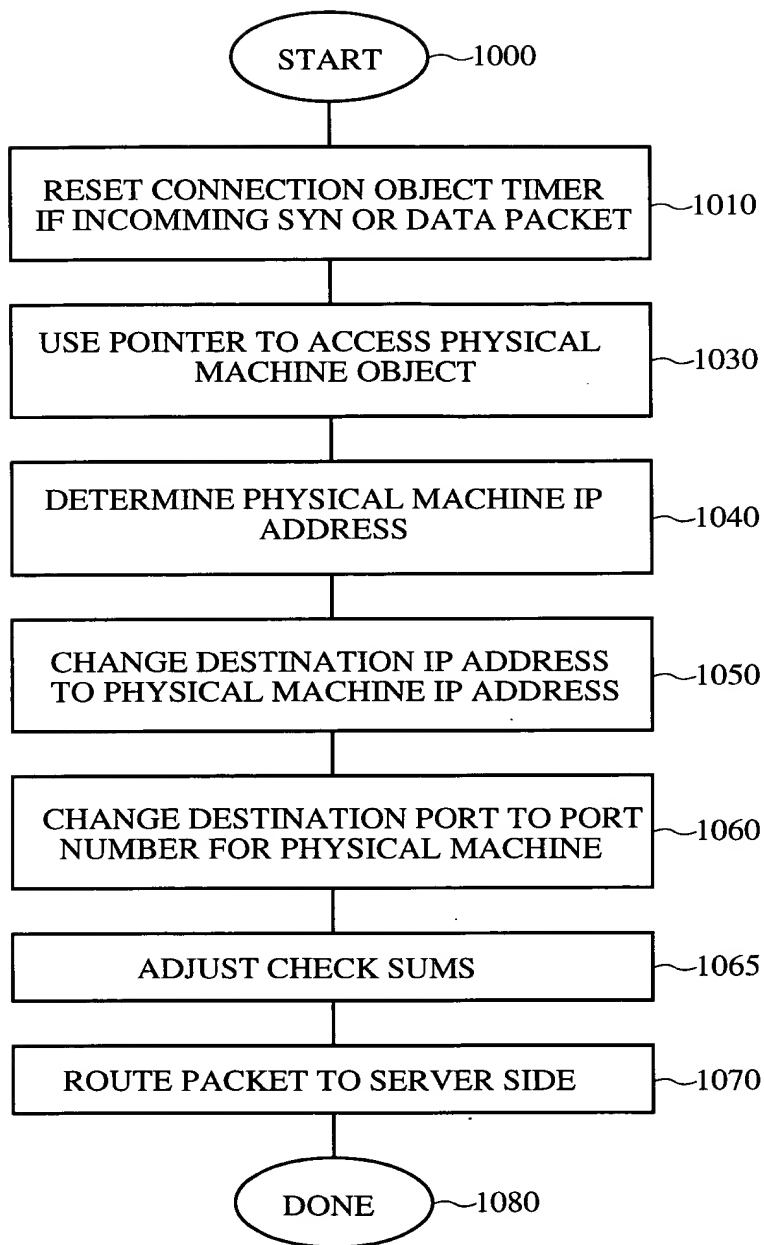 START
1000
RESET CONNECTION OBJECT TIMER
IF INCOMMING SYN OR DATA PACKET
1010
USE POINTER TO ACCESS PHYSICAL
MACHINE OBJECT
1030
DETERMINE PHYSICAL MACHINE IP
ADDRESS
1040
CHANGE DESTINATION IP ADDRESS
TO PHYSICAL MACHINE IP ADDRESS
1050
CHANGE DESTINATION PORT TO PORT
NUMBER FOR PHYSICAL MACHINE
1060
ADJUST CHECK SUMS
1065
ROUTE PACKET TO SERVER SIDE
1070
DONE
1080